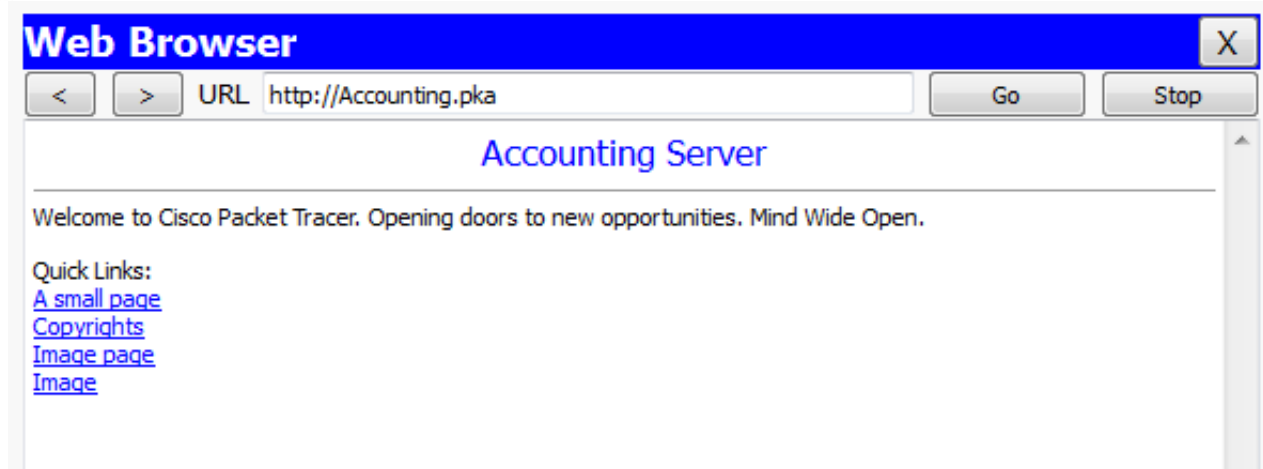 Web Browser X
< > URL http://Accounting.pka Go Stop
Accounting Server
Welcome to Cisco Packet Tracer. Opening doors to new opportunities. Mind Wide Open.
Quick Links:
A small page
Copyrights
Image page
Image